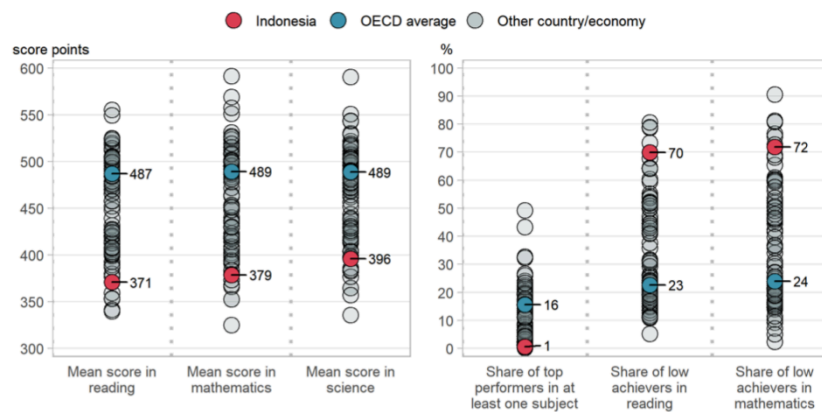 Indonesia OECD average Other country/economy
score points
600
550
500
450
400
350
300
487
371
489
379
489
396
Mean score in
reading
Mean score in
mathematics
Mean score in
science
%
100
90
80
70
60
50
40
30
20
10
0
16
1
70
23
72
24
Share of top
performers in at
least one subject
Share of low
achievers in
reading
Share of low
achievers in
mathematics